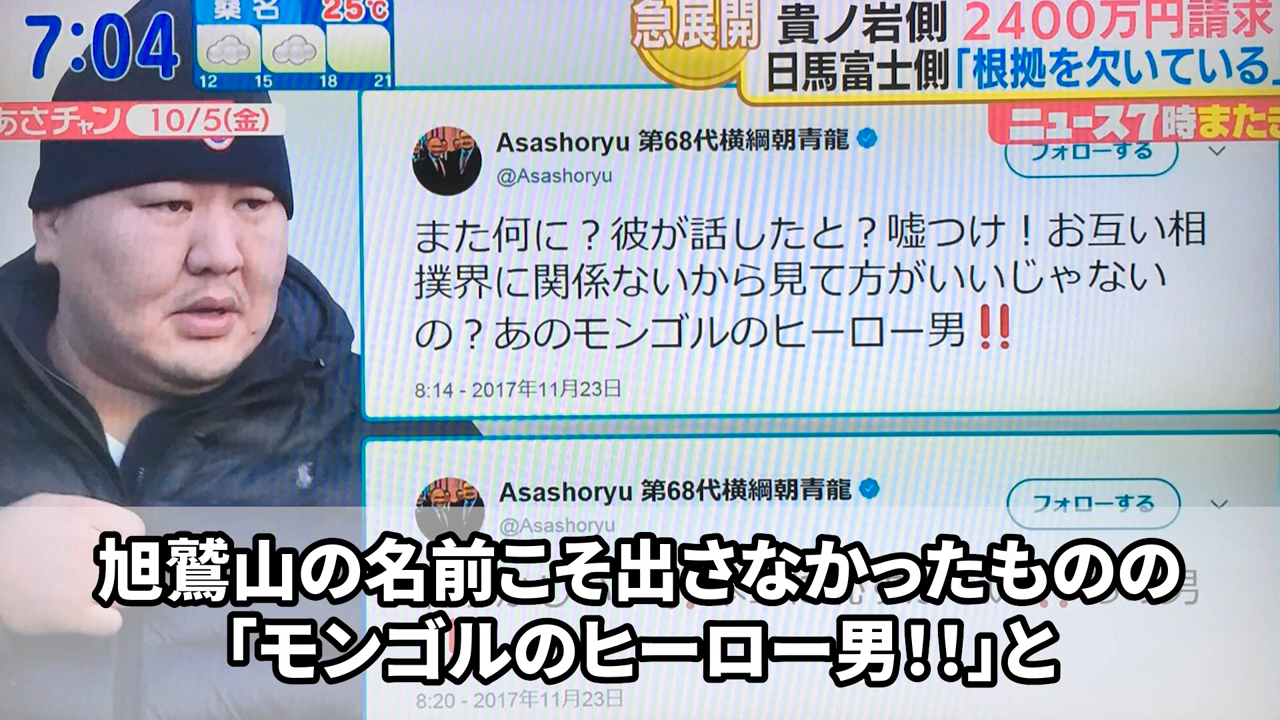 7:04
桑名 25℃
12 15 18 21
急展開
貴ノ岩側 2400万円請求
日馬富士側「根拠を欠いている」
あさチャン 10/5(金)
ニュース7時また
Asashoryu 第68代横綱朝青龍
@Asashoryu
フォローする
また何に？彼が話したと？嘘つけ！お互い相
撲界に関係ないから見て方がいいじゃない
の？あのモンゴルのヒーロー男‼️
8:14 - 2017年11月23日
Asashoryu 第68代横綱朝青龍
@Asashoryu
フォローする
旭鷲山の名前こそ出さなかったものの
「モンゴルのヒーロー男!!」と
8:20 - 2017年11月23日